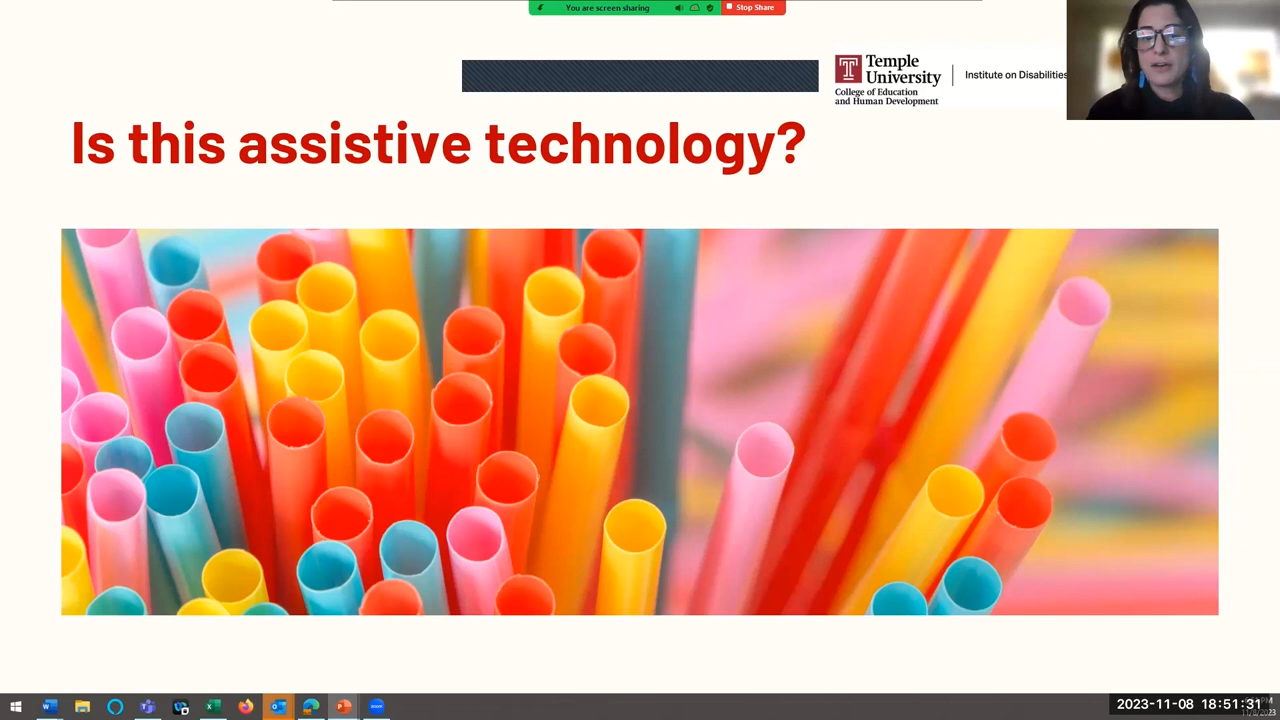 You are screen sharing
Stop Share
Temple
University
College of Education
and Human Development
Institute on Disabilities
Is this assistive technology?
2023-11-08 18:51:31